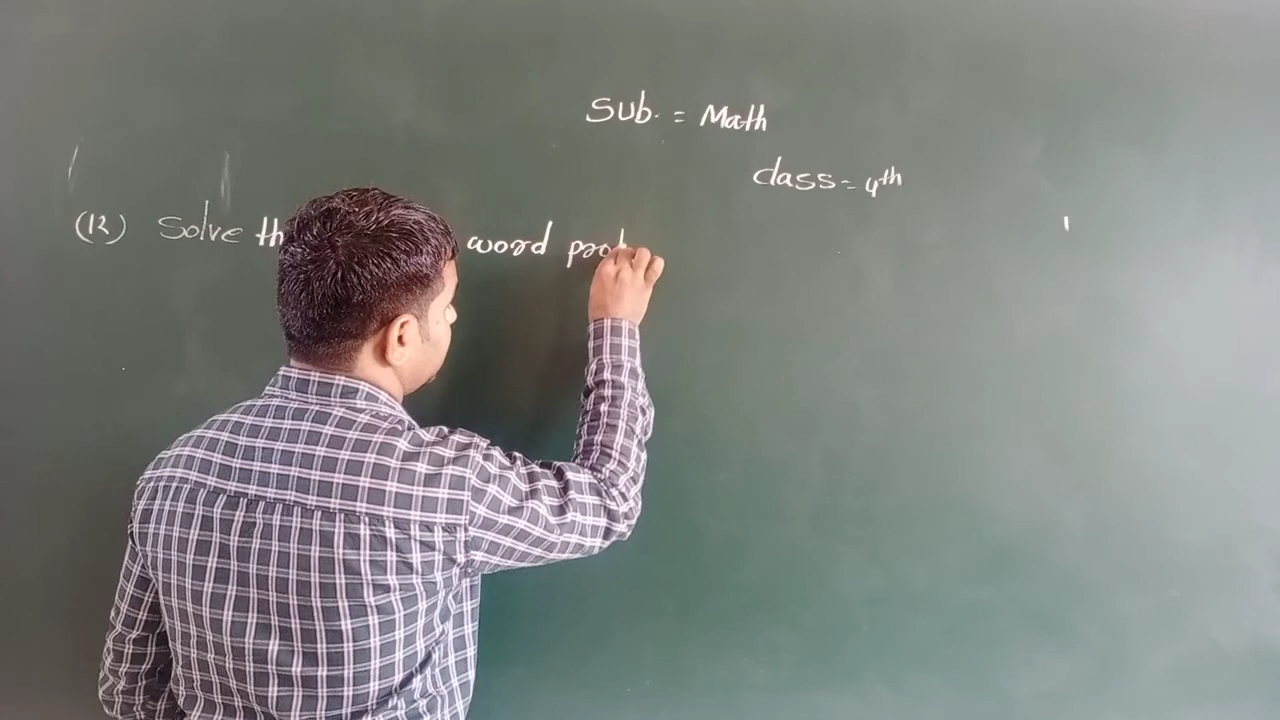 Sub. = Math
class = 4th
(12) Solve th word prob